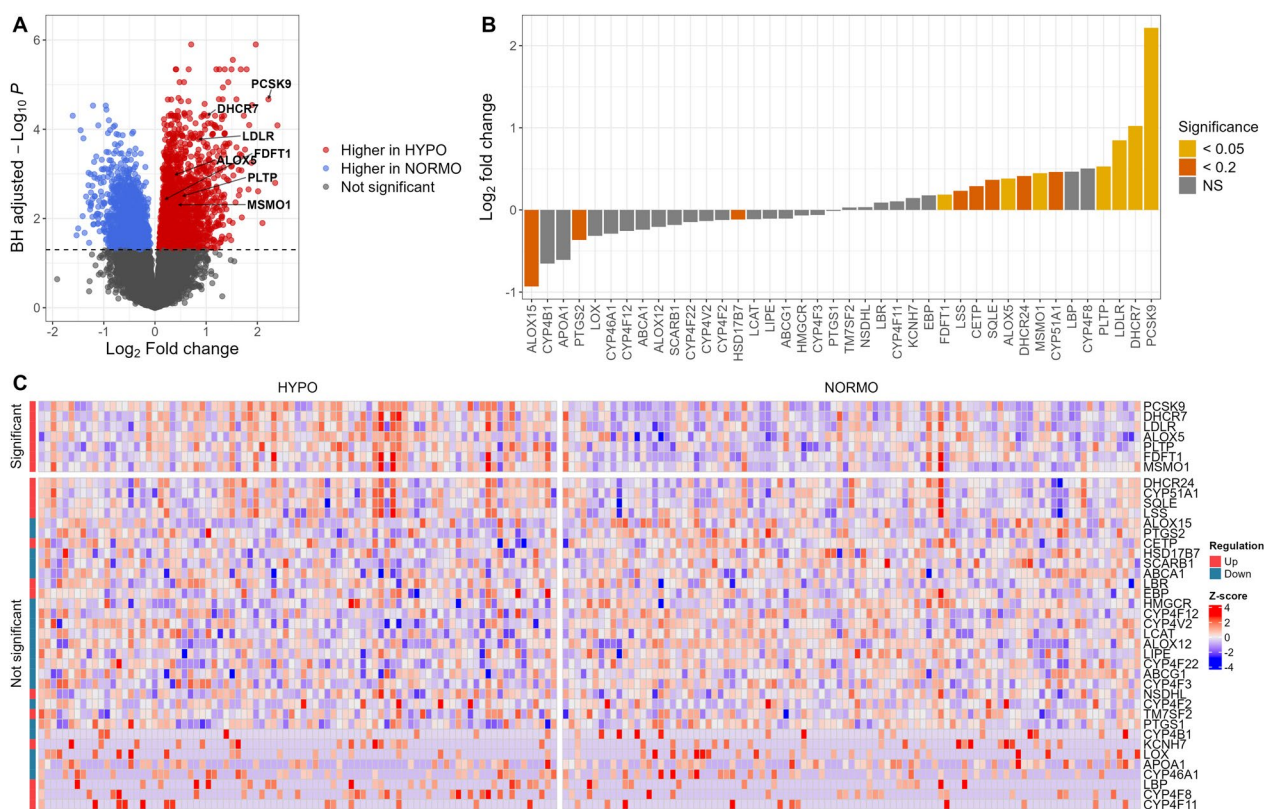 A
6
4
2
0
-2
-1
0
1
2
BH adjusted − Log10 P
Log2 Fold change
PCSK9
DHCR7
LDLR
FDFT1
ALOX5
PLTP
MSMO1
Higher in HYPO
Higher in NORMO
Not significant
B
2
1
0
-1
Log2 fold change
ALOX15
CYP4B1
APOA1
PTGS2
LOX
CYP46A1
CYP4F12
ABCA1
ALOX12
SCARB1
CYP4F22
CYP4V2
CYP4F2
HSD17B7
LCAT
LIPE
ABCG1
HMGCR
CYP4F3
PTGS1
TM7SF2
NSDHL
LBR
CYP4F11
KCNH7
EBP
FDFT1
LSS
CETP
SQLE
ALOX5
DHCR24
MSMO1
CYP51A1
LBP
CYP4F8
PLTP
LDLR
DHCR7
PCSK9
Significance
< 0.05
< 0.2
NS
C
HYPO
NORMO
Significant
PCSK9
DHCR7
LDLR
ALOX5
PLTP
FDFT1
MSMO1
Not significant
DHCR24
CYP51A1
SQLE
LSS
ALOX15
PTGS2
CETP
HSD17B7
SCARB1
ABCA1
LBR
EBP
HMGCR
CYP4F12
CYP4V2
LCAT
ALOX12
LIPE
CYP4F22
ABCG1
CYP4F3
NSDHL
CYP4F2
TM7SF2
PTGS1
CYP4B1
KCNH7
LOX
APOA1
CYP46A1
LBP
CYP4F8
CYP4F11
Regulation
Up
Down
Z-score
4
2
0
-2
-4